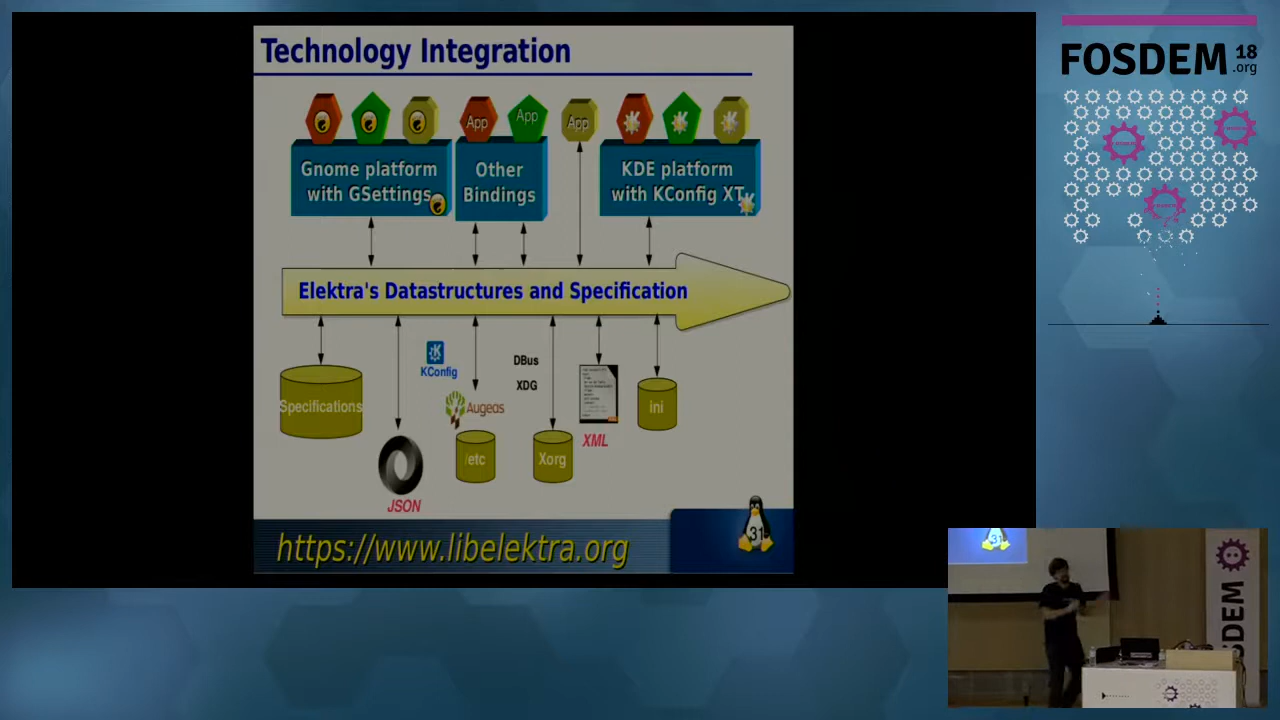 Technology Integration
App
App
App
Gnome platform
with GSettings
Other
Bindings
KDE platform
with KConfig XT
Elektra's Datastructures and Specification
Specifications
KConfig
Augeas
/etc
DBus
XDG
Xorg
XML
ini
JSON
https://www.libelektra.org
31
FOSDEM 18
.org
31
DEM